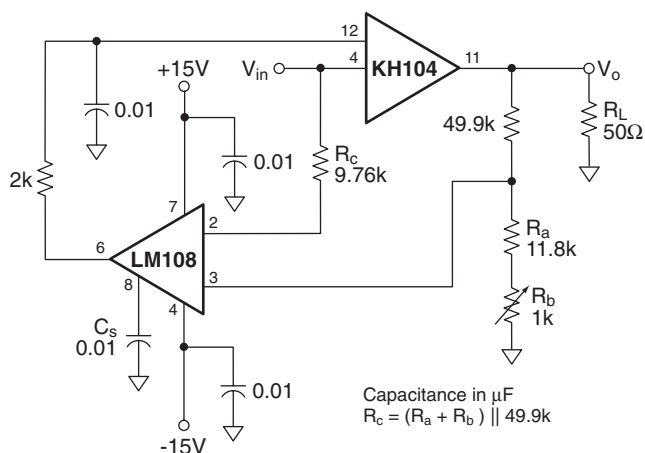 12
+15V
V_in
4
KH104
11
V_o
0.01
49.9k
R_L
50Ω
0.01
R_c
9.76k
2k
7
2
R_a
11.8k
6
LM108
3
8
4
R_b
1k
C_s
0.01
0.01
Capacitance in µF
R_c = (R_a + R_b ) || 49.9k
-15V